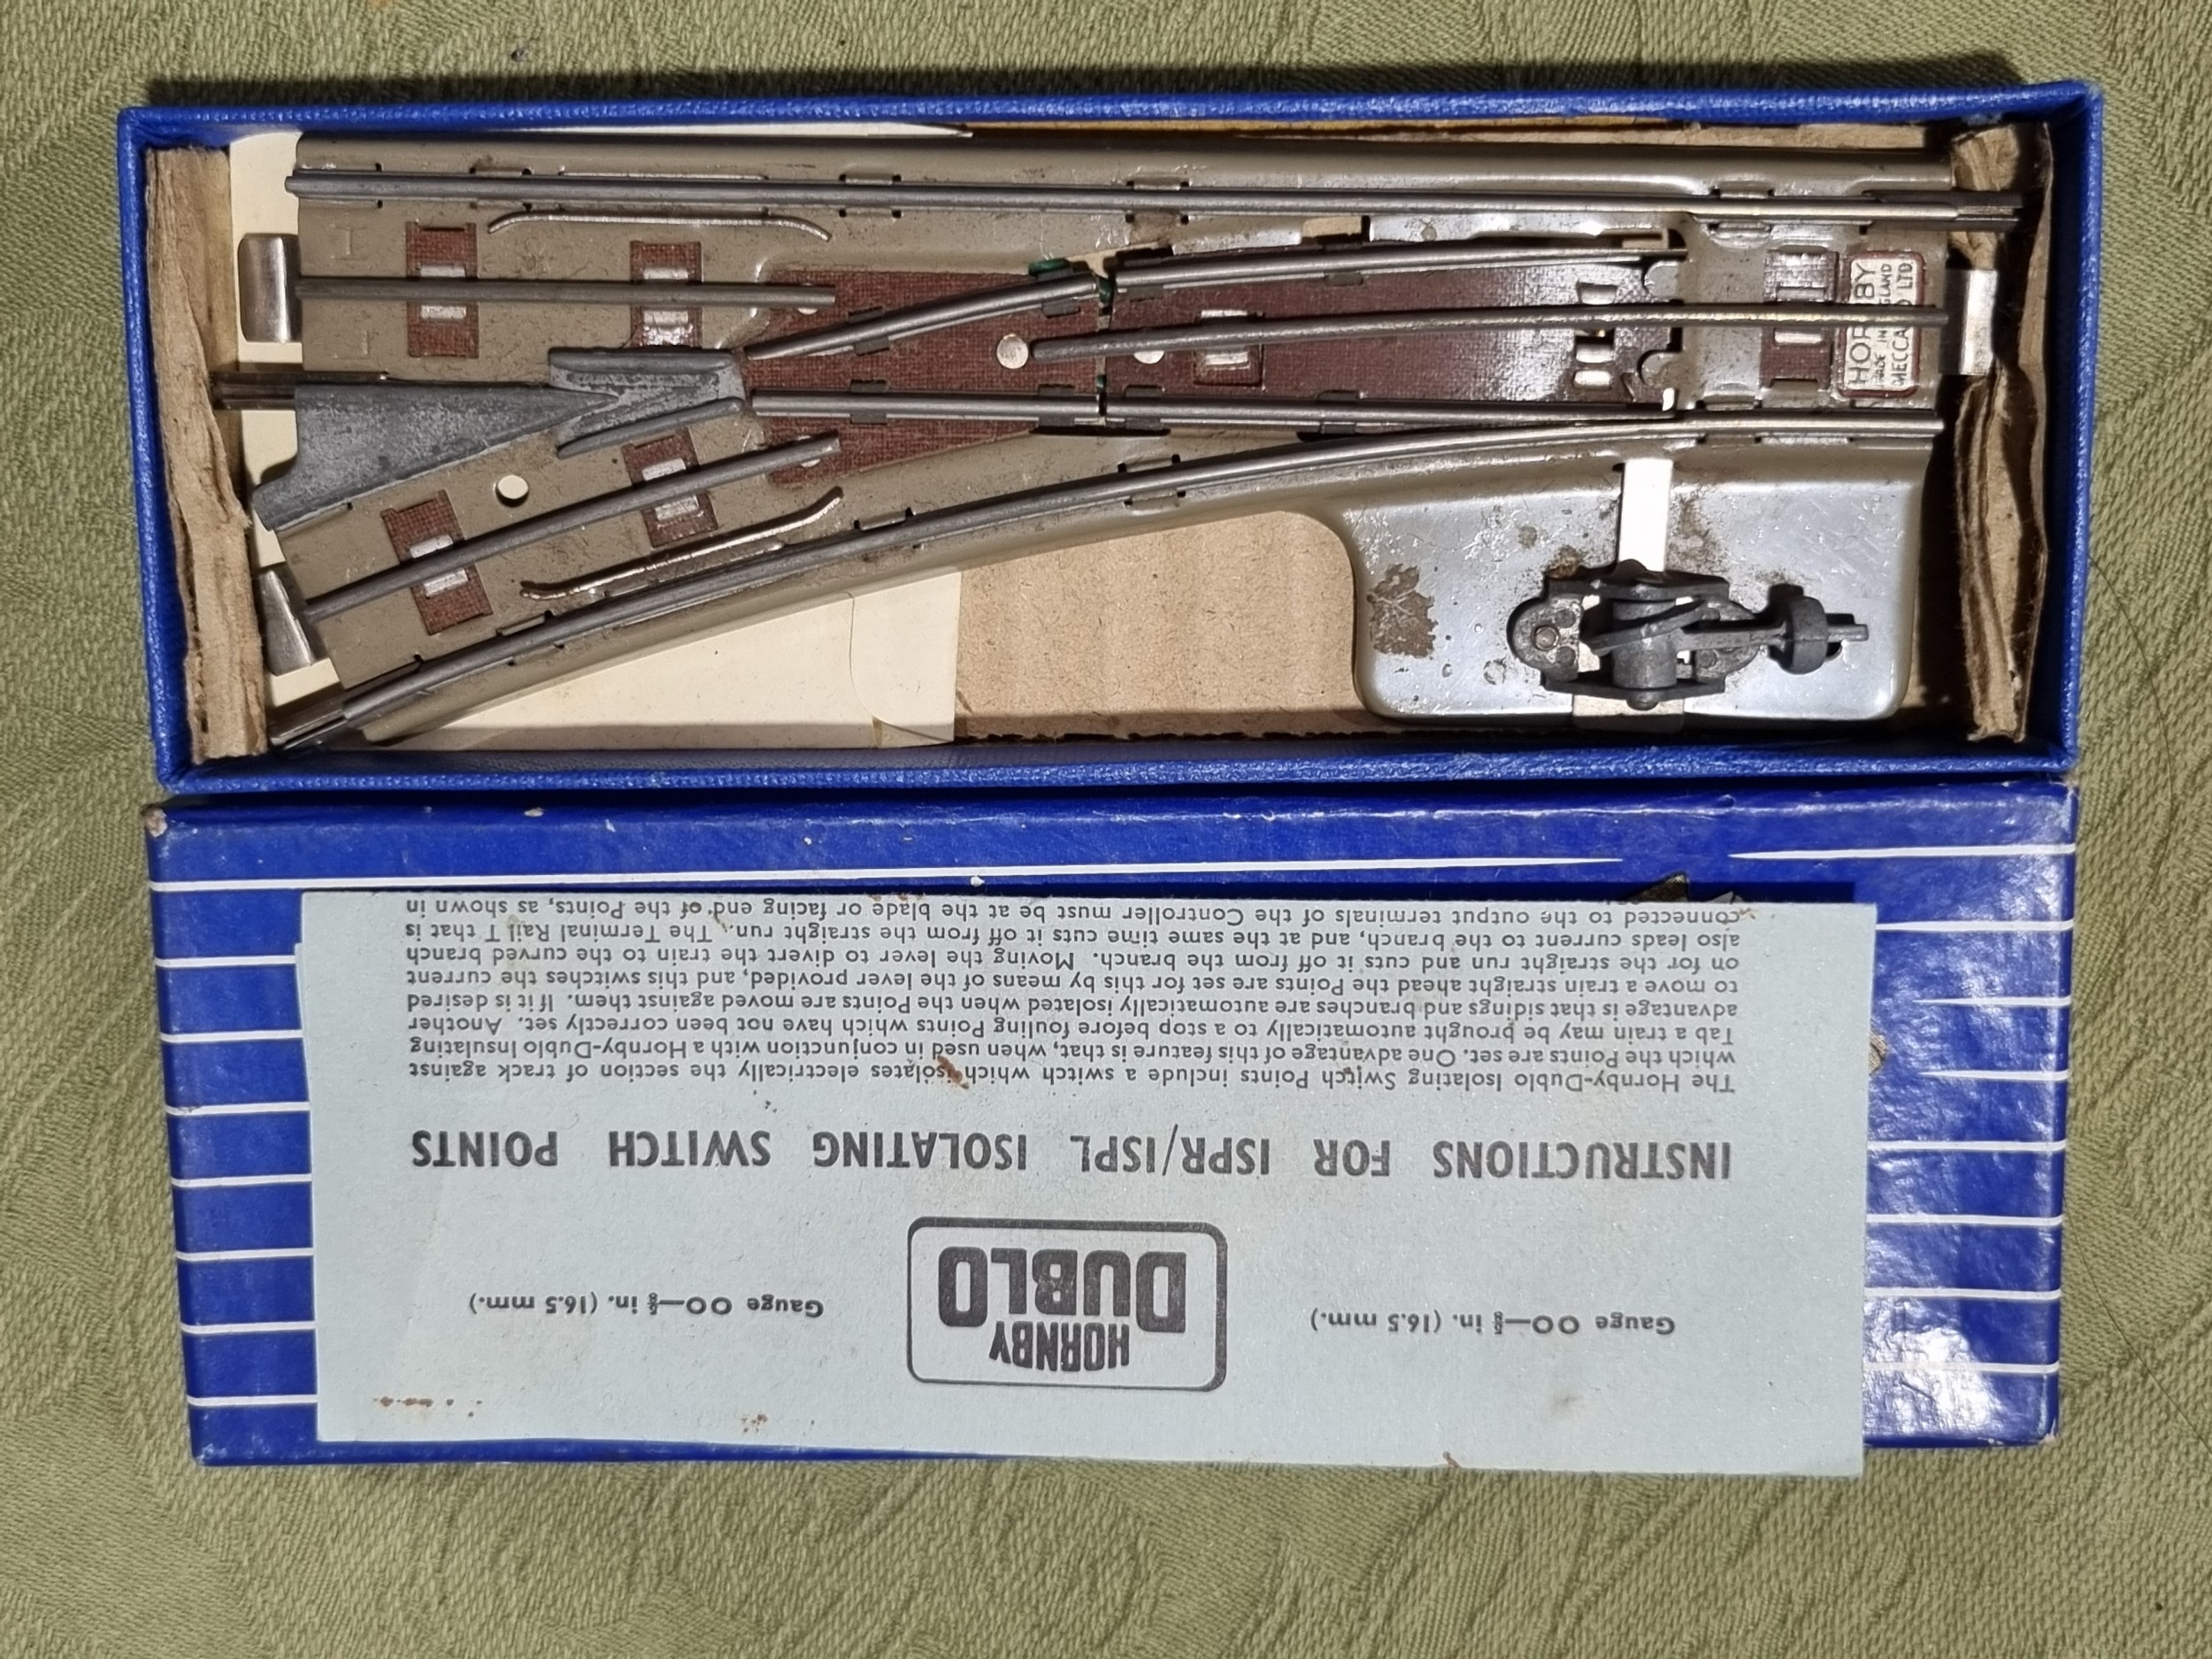 HORNBY
MADE IN ENGLAND
MECCANO LTD
Gauge OO—⅝ in. (16.5 mm.)
HORNBY
DUBLO
Gauge OO—⅝ in. (16.5 mm.)
INSTRUCTIONS FOR ISPR/ISPL ISOLATING SWITCH POINTS
The Hornby-Dublo Isolating Switch Points include a switch which isolates electrically the section of track against
which the Points are set. One advantage of this feature is that, when used in conjunction with a Hornby-Dublo Insulating
Tab a train may be brought automatically to a stop before fouling Points which have not been correctly set. Another
advantage is that sidings and branches are automatically isolated when the Points are moved against them. If it is desired
to move a train straight ahead the Points are set for this by means of the lever provided, and this switches the current
on for the straight run and cuts it off from the branch. Moving the lever to divert the train to the curved branch
also leads current to the branch, and at the same time cuts it off from the straight run. The Terminal Rail T that is
connected to the output terminals of the Controller must be at the blade or facing end of the Points, as shown in